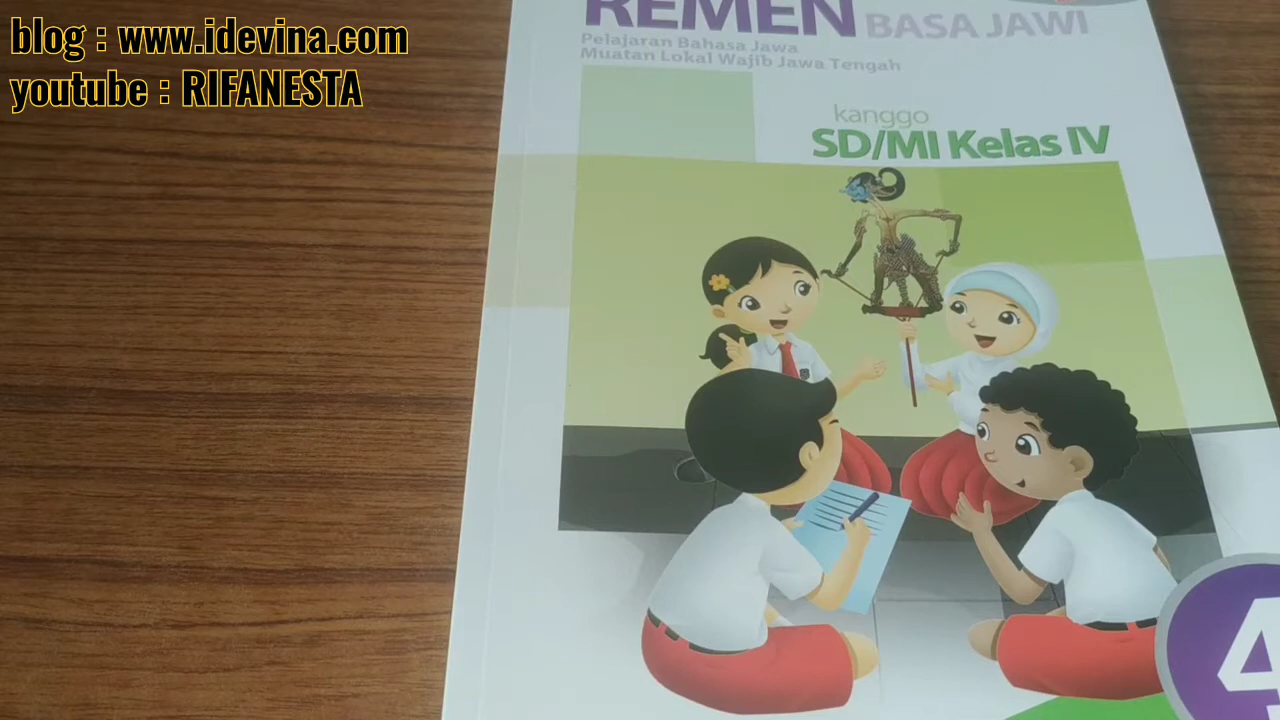 blog : www.idevina.com
youtube : RIFANESTA
REMEN BASA JAWI
Pelajaran Bahasa Jawa
Muatan Lokal Wajib Jawa Tengah
kanggo
SD/MI Kelas IV
4